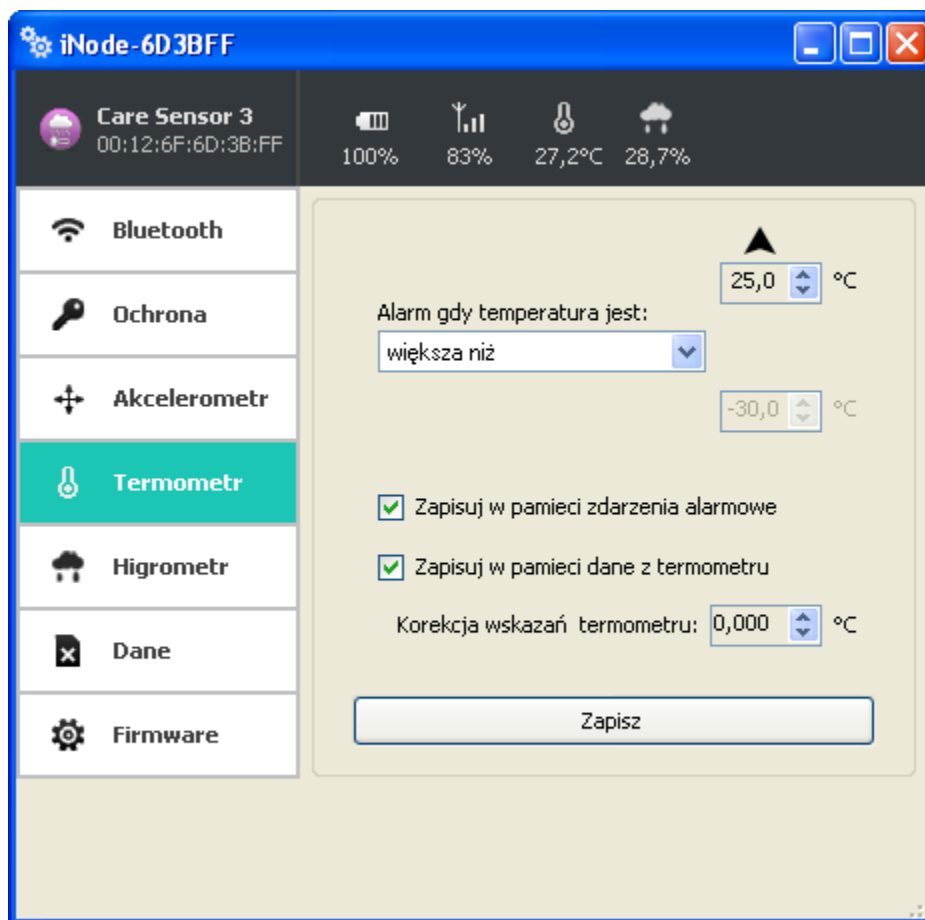 iNode-6D3BFF
Care Sensor 3
00:12:6F:6D:3B:FF
100% 83% 27,2°C 28,7%
Bluetooth
Ochrona
Akcelerometr
Termometr
Higrometr
Dane
Firmware
25,0 °C
Alarm gdy temperatura jest:
większa niż
-30,0 °C
Zapisuj w pamieci zdarzenia alarmowe
Zapisuj w pamieci dane z termometru
Korekcja wskazań termometru: 0,000 °C
Zapisz